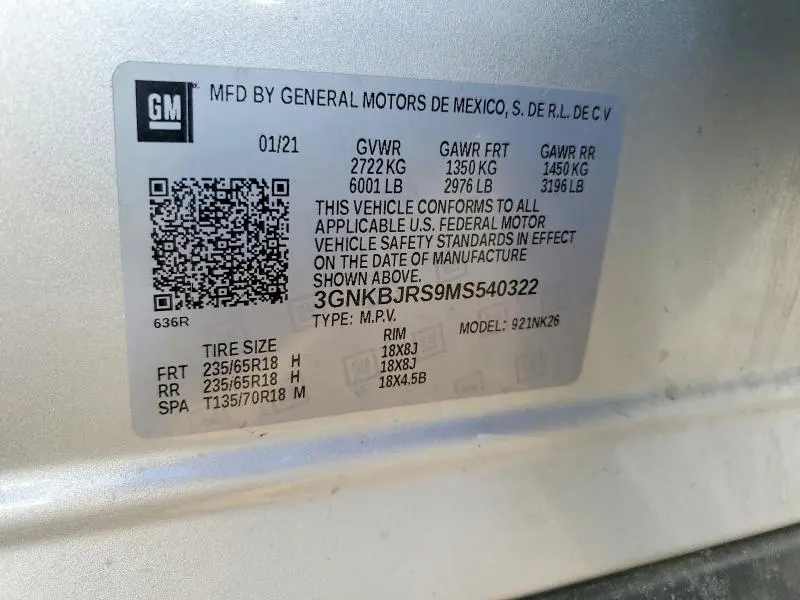 GM
MFD BY GENERAL MOTORS DE MEXICO, S. DE R.L. DE C V
01/21 GVWR GAWR FRT GAWR RR
2722 KG 1350 KG 1450 KG
6001 LB 2976 LB 3196 LB
THIS VEHICLE CONFORMS TO ALL
APPLICABLE U.S. FEDERAL MOTOR
VEHICLE SAFETY STANDARDS IN EFFECT
ON THE DATE OF MANUFACTURE
SHOWN ABOVE.
3GNKBJRS9MS540322
636R TYPE: M.P.V. MODEL: 921NK26
TIRE SIZE RIM
FRT 235/65R18 H 18X8J
RR 235/65R18 H 18X8J
SPA T135/70R18 M 18X4.5B